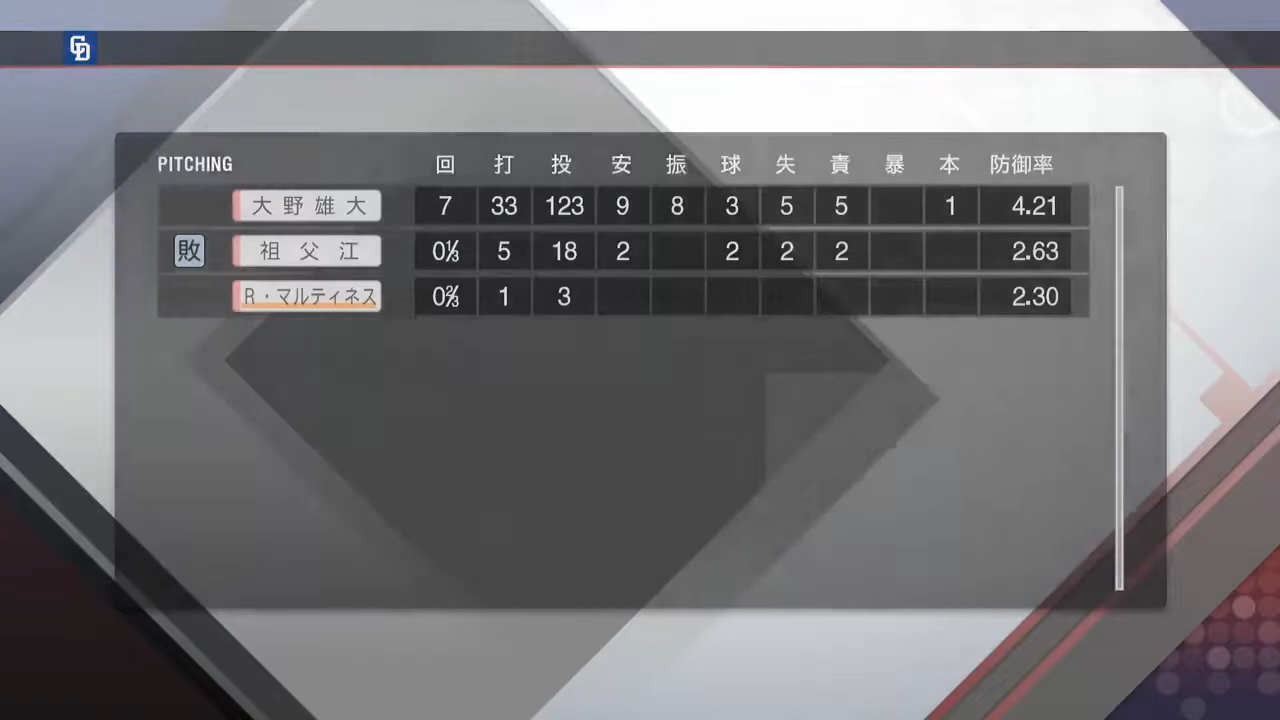 CD
PITCHING 回 打 投 安 振 球 失 責 暴 本 防御率
大野雄大 7 33 123 9 8 3 5 5 1 4.21
敗 祖父江 0⅓ 5 18 2 2 2 2 2.63
R・マルティネス 0⅔ 1 3 2.30